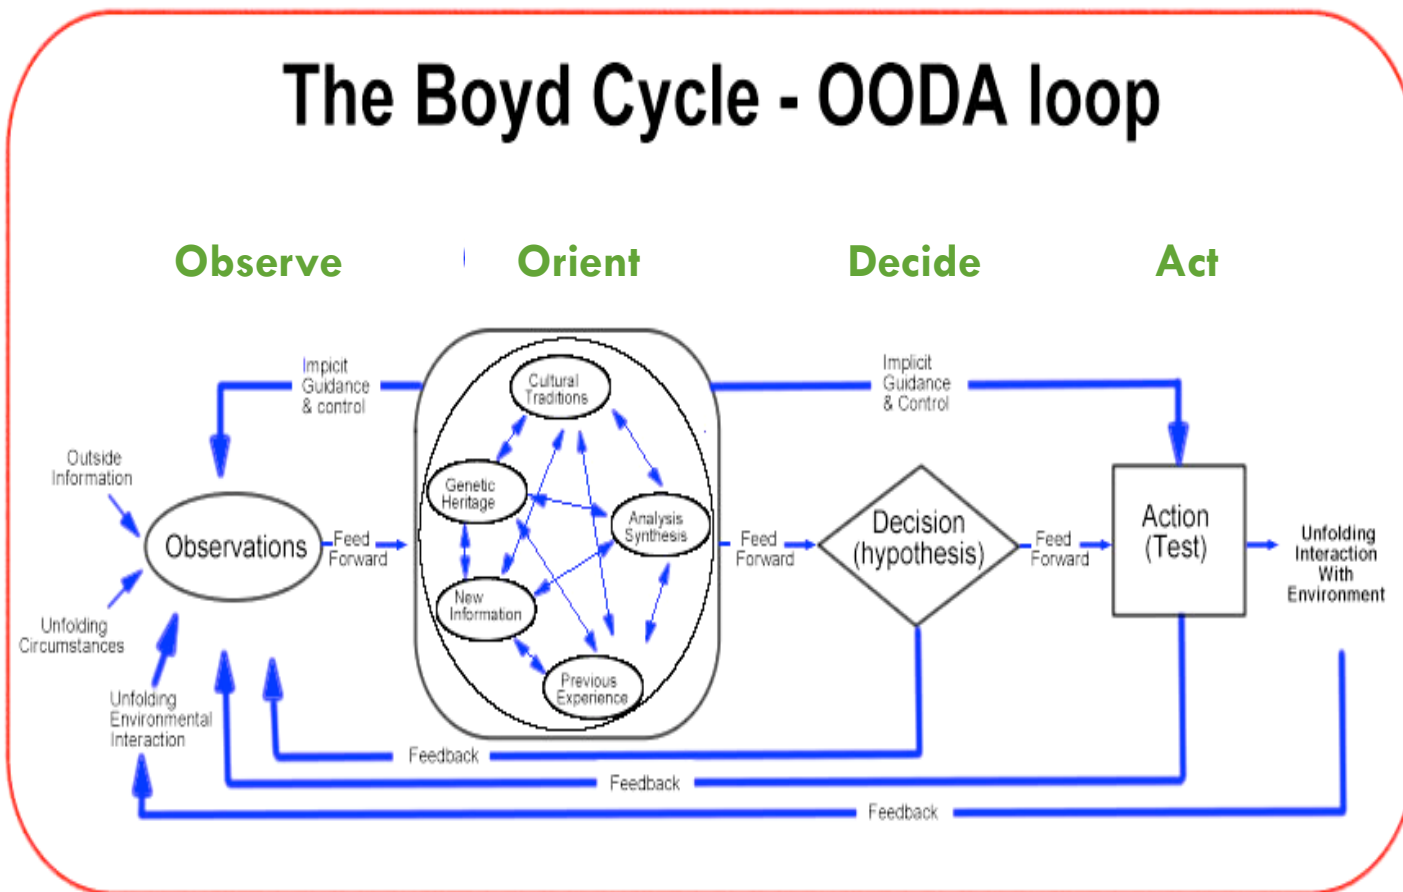 The Boyd Cycle - OODA loop
Observe
Orient
Decide
Act
Impicit
Guidance
& control
Implicit
Guidance
& Control
Cultural
Traditions
Genetic
Heritage
Analysis
Synthesis
New
Information
Previous
Experience
Outside
Information
Observations
Unfolding
Circumstances
Unfolding
Environmental
Interaction
Feed
Forward
Feed
Forward
Decision
(hypothesis)
Feed
Forward
Action
(Test)
Unfolding
Interaction
With
Environment
Feedback
Feedback
Feedback